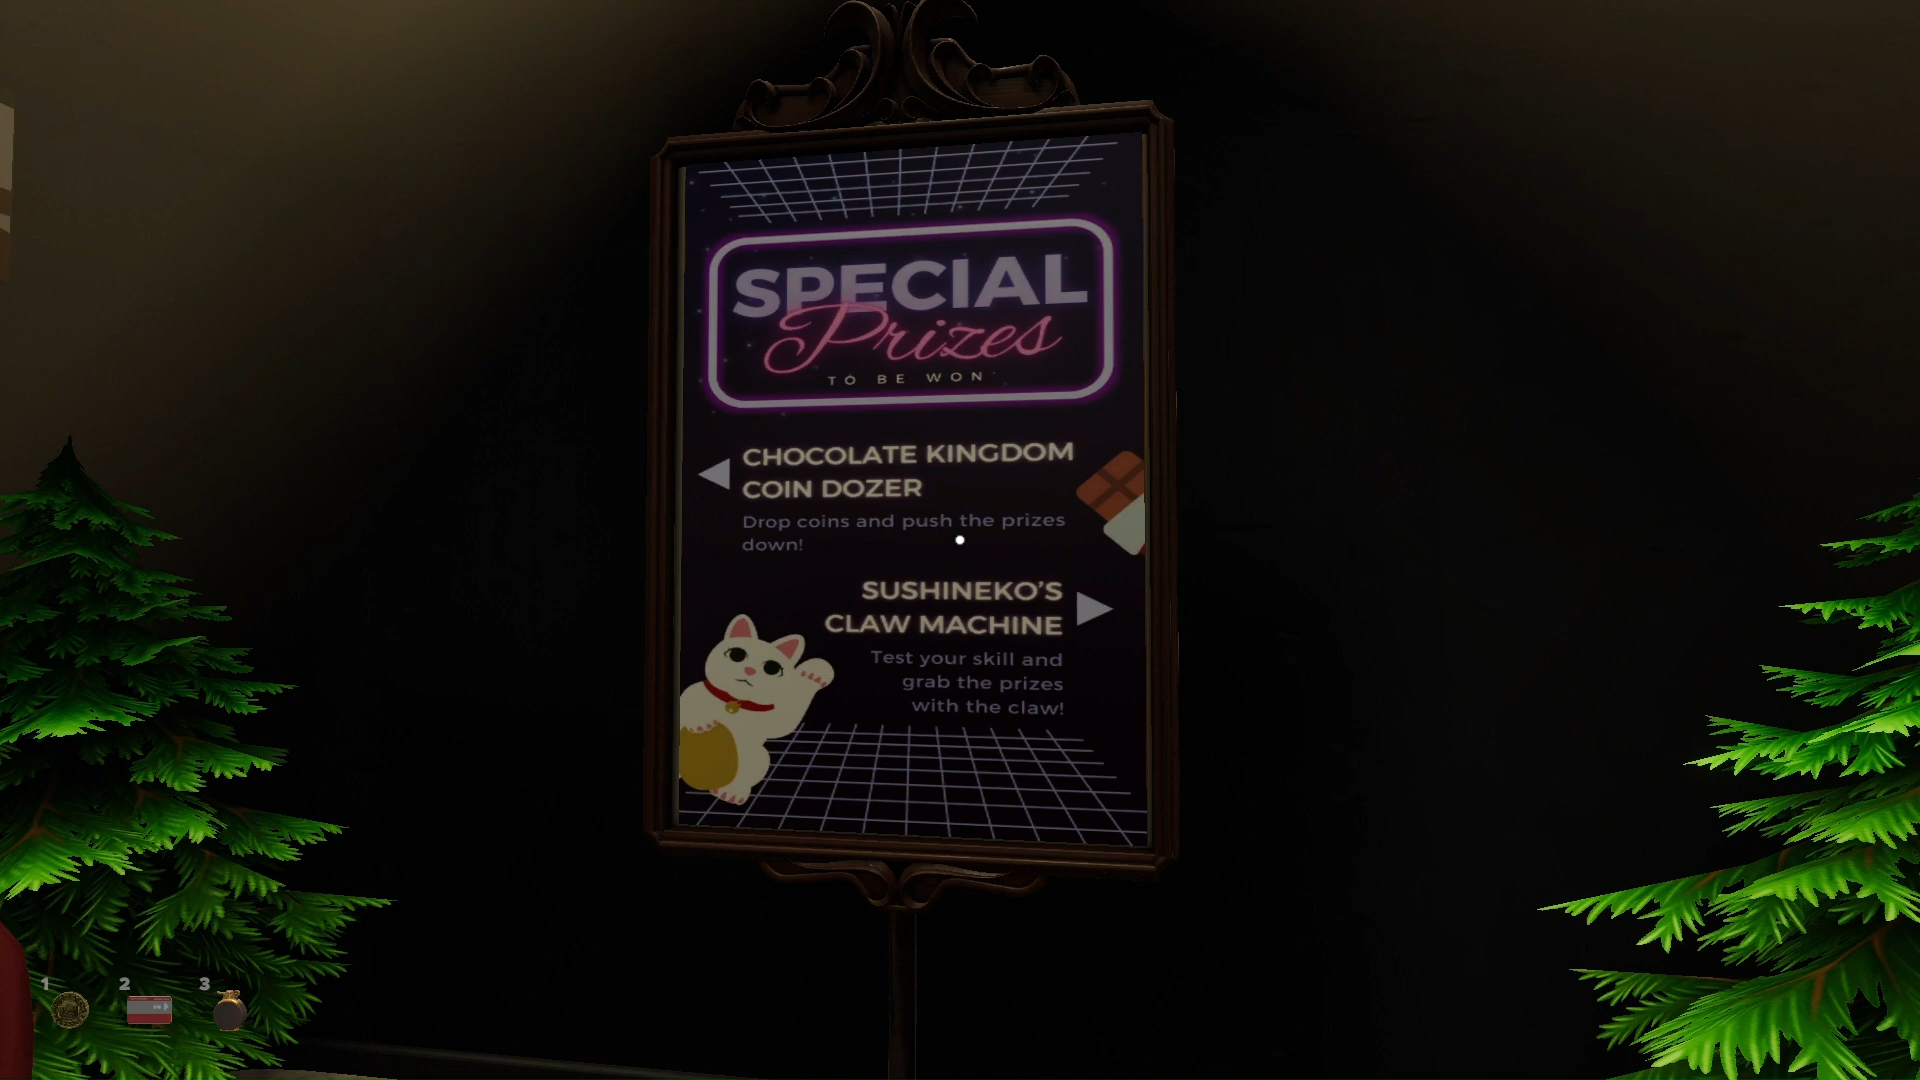 SPECIAL
Prizes
TO BE WON
CHOCOLATE KINGDOM
COIN DOZER
Drop coins and push the prizes
down!
SUSHINEKO'S
CLAW MACHINE
Test your skill and
grab the prizes
with the claw!
1 2 3